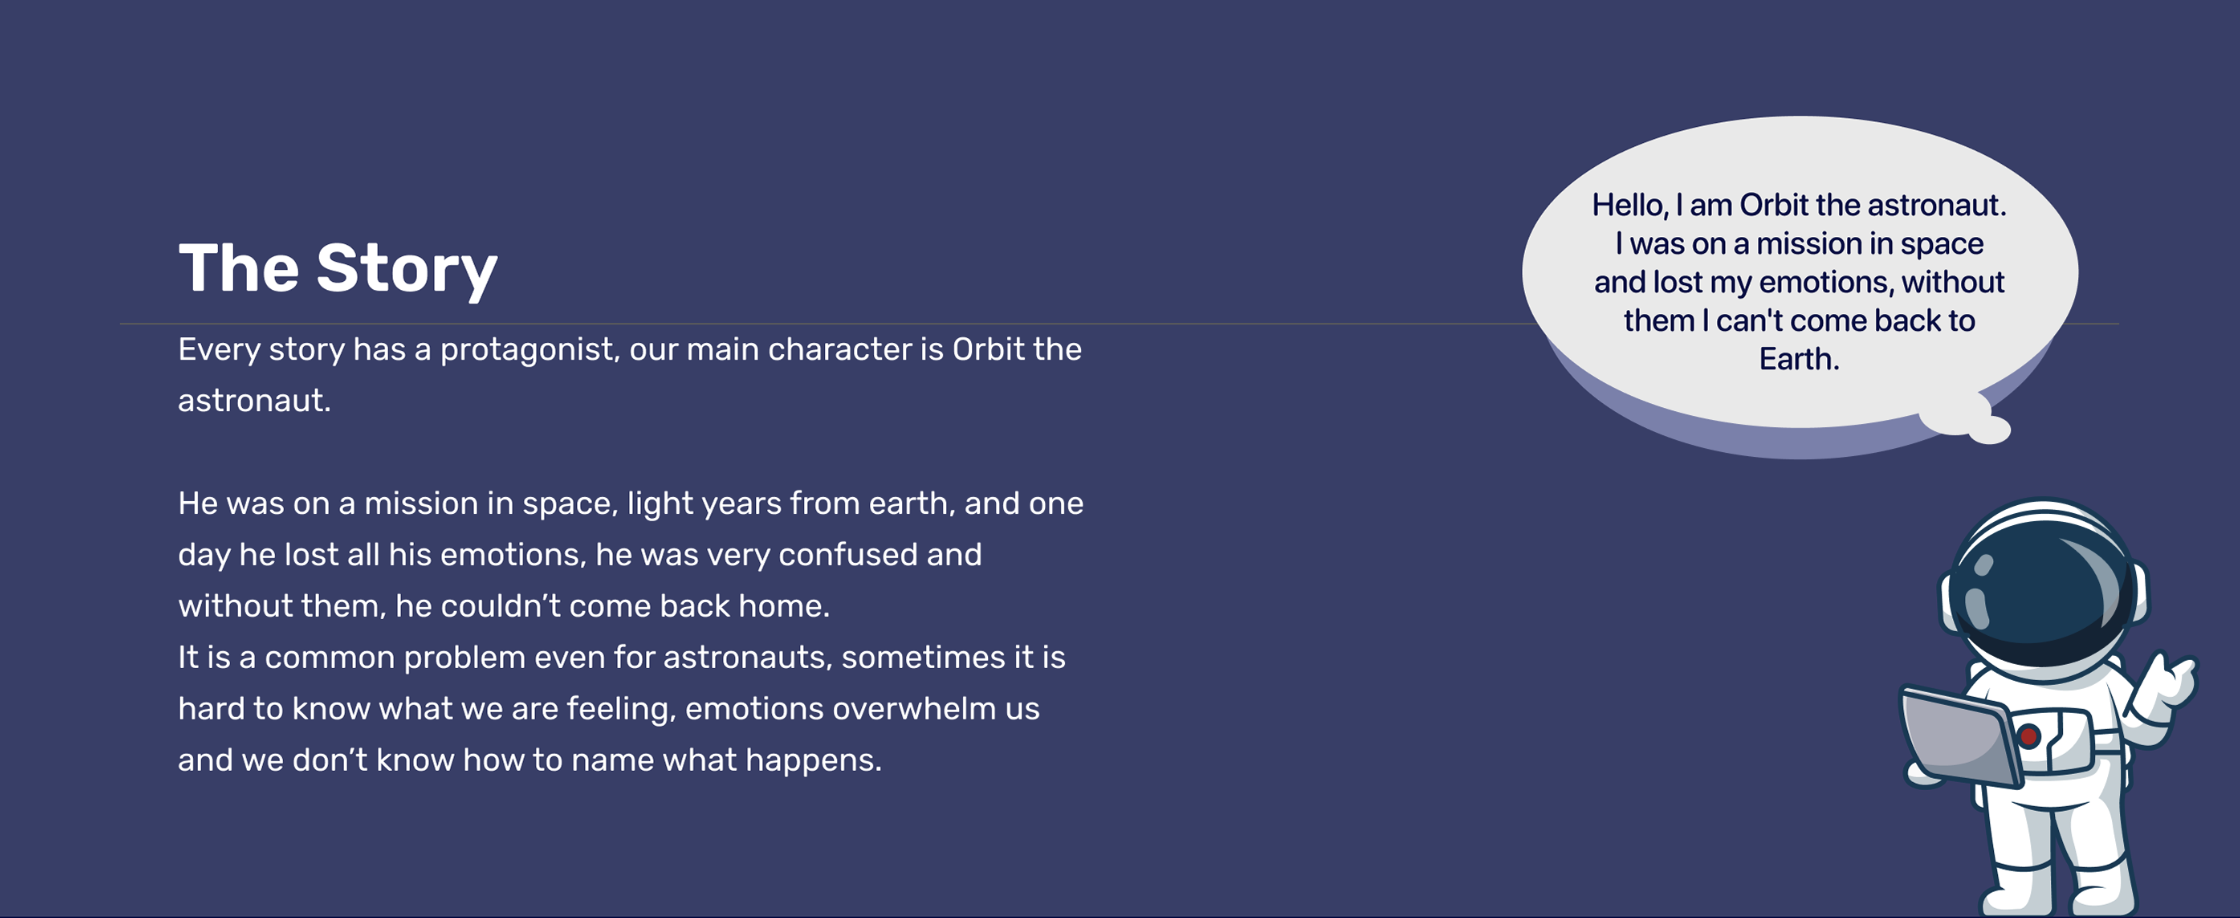 The Story
Every story has a protagonist, our main character is Orbit the
astronaut.
He was on a mission in space, light years from earth, and one
day he lost all his emotions, he was very confused and
without them, he couldn’t come back home.
It is a common problem even for astronauts, sometimes it is
hard to know what we are feeling, emotions overwhelm us
and we don’t know how to name what happens.
Hello, I am Orbit the astronaut.
I was on a mission in space
and lost my emotions, without
them I can't come back to
Earth.